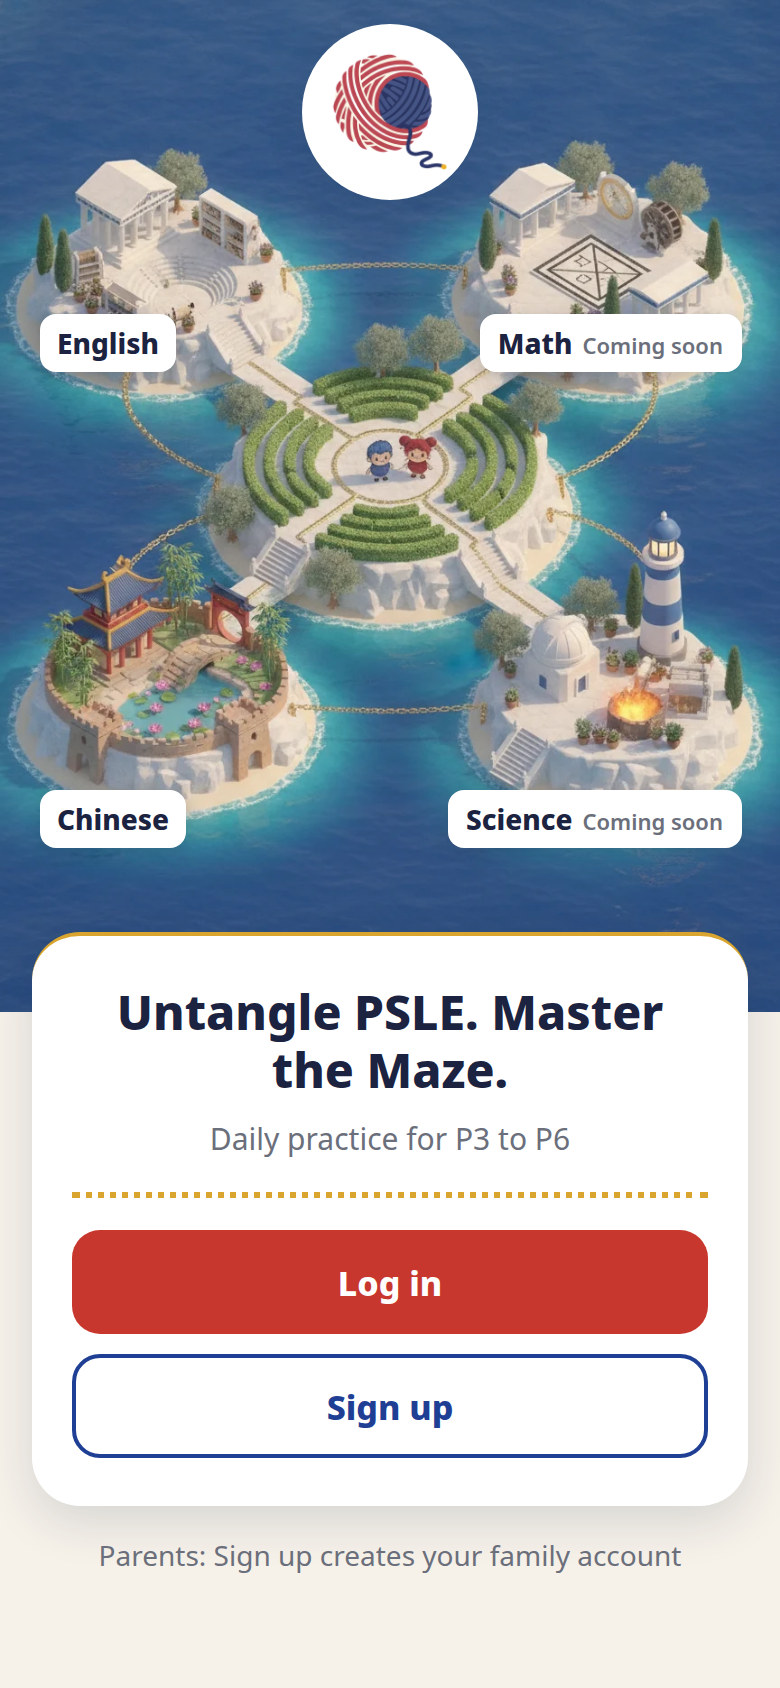 English
Math Coming soon
Chinese
Science Coming soon
Untangle PSLE. Master
the Maze.
Daily practice for P3 to P6
Log in
Sign up
Parents: Sign up creates your family account